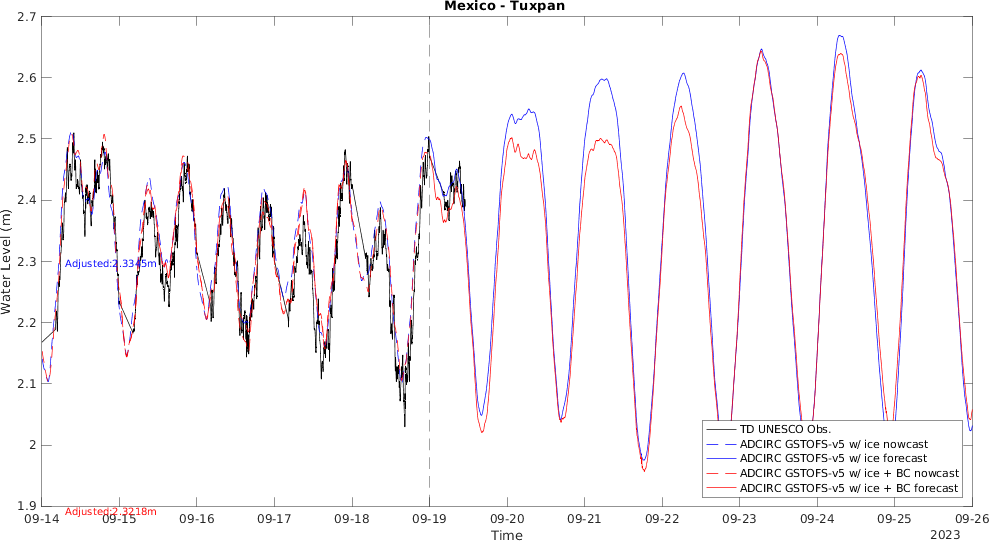 Mexico - Tuxpan
2.7
2.6
2.5
2.4
2.3
2.2
2.1
2
1.9
Water Level (m)
Adjusted:2.3345m
Adjusted:2.3218m
TD UNESCO Obs.
ADCIRC GSTOFS-v5 w/ ice nowcast
ADCIRC GSTOFS-v5 w/ ice forecast
ADCIRC GSTOFS-v5 w/ ice + BC nowcast
ADCIRC GSTOFS-v5 w/ ice + BC forecast
09-14 09-15 09-16 09-17 09-18 09-19 09-20 09-21 09-22 09-23 09-24 09-25 09-26
Time
2023